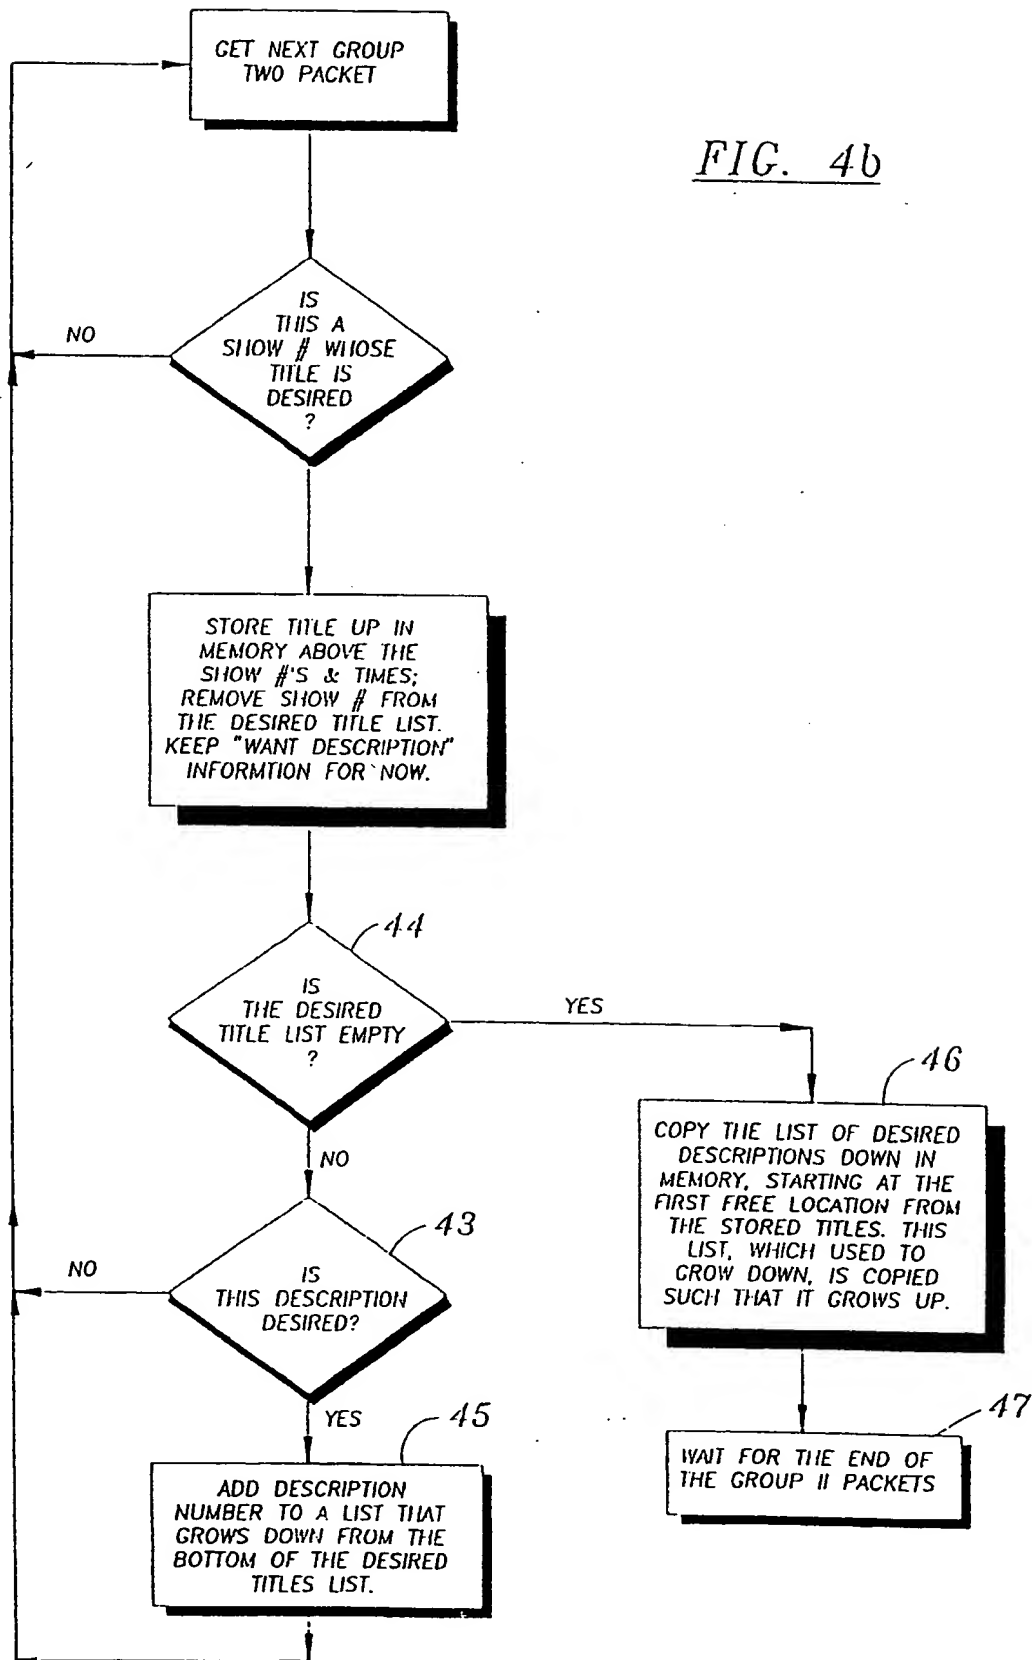 GET NEXT GROUP
TWO PACKET
FIG. 4b
IS
THIS A
SHOW # WHOSE
TITLE IS
DESIRED
?
NO
STORE TITLE UP IN
MEMORY ABOVE THE
SHOW #'S & TIMES;
REMOVE SHOW # FROM
THE DESIRED TITLE LIST.
KEEP "WANT DESCRIPTION"
INFORMTION FOR NOW.
44
IS
THE DESIRED
TITLE LIST EMPTY
?
YES
NO
46
COPY THE LIST OF DESIRED
DESCRIPTIONS DOWN IN
MEMORY, STARTING AT THE
FIRST FREE LOCATION FROM
THE STORED TITLES. THIS
LIST, WHICH USED TO
GROW DOWN, IS COPIED
SUCH THAT IT GROWS UP.
43
IS
THIS DESCRIPTION
DESIRED?
NO
YES
45
ADD DESCRIPTION
NUMBER TO A LIST THAT
GROWS DOWN FROM THE
BOTTOM OF THE DESIRED
TITLES LIST.
47
WAIT FOR THE END OF
THE GROUP II PACKETS